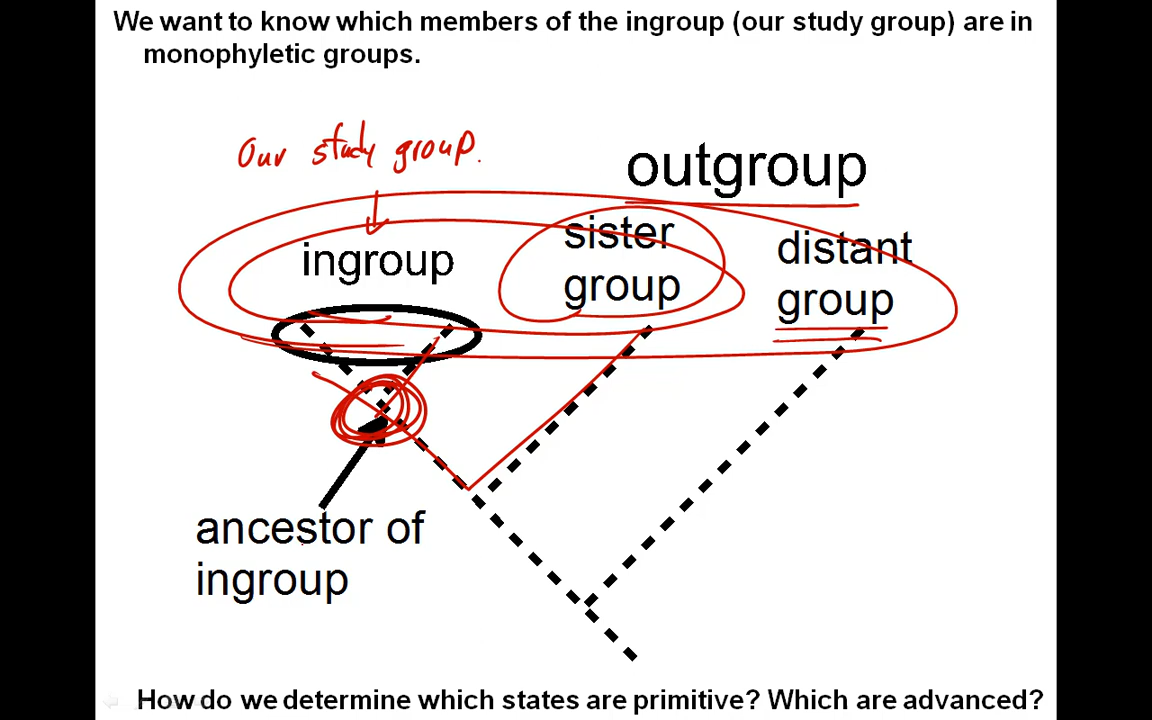 We want to know which members of the ingroup (our study group) are in
monophyletic groups.
Our study group.
outgroup
ingroup
sister
group
distant
group
ancestor of
ingroup
How do we determine which states are primitive? Which are advanced?